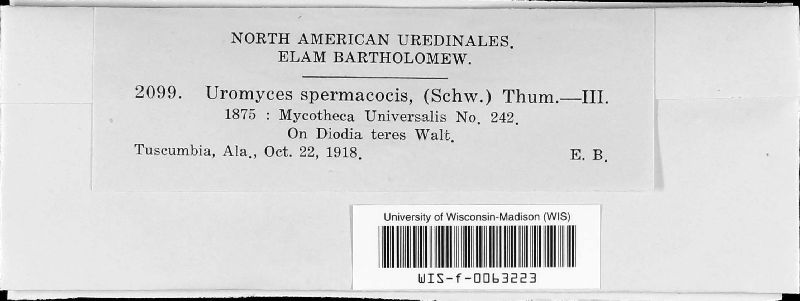 NORTH AMERICAN UREDINALES.
ELAM BARTHOLOMEW.
2099. Uromyces spermacocis, (Schw.) Thum.—III.
1875 : Mycotheca Universalis No. 242.
On Diodia teres Walt.
Tuscumbia, Ala., Oct. 22, 1918. E. B.
University of Wisconsin-Madison (WIS)
WIS-f-0063223